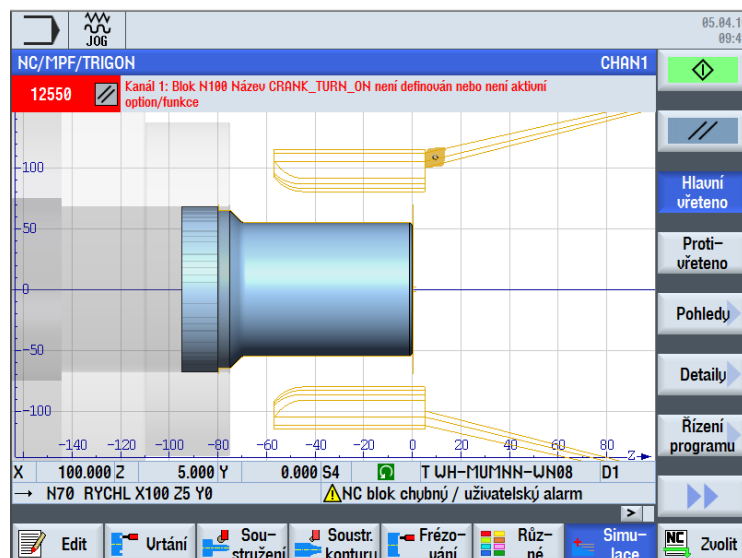 JOG
05.04.1
09:4
NC/MPF/TRIGON CHAN1
12550 Kanál 1: Blok N100 Název CRANK_TURN_ON není definován nebo není aktivní
option/funkce
Hlavní
vřeteno
Proti-
vřeteno
Pohledy
Detaily
Řízení
programu
100
50
0
-50
-100
-140 -120 -100 -80 -60 -40 -20 0 20 40 60 80 Z
X 100.000 Z 5.000 Y 0.000 S4 T WH-MUMNN-WN08 D1
→ N70 RYCHL X100 Z5 Y0 NC blok chybný / uživatelský alarm
>
Edit
Vrtání
Sou-
stružení
Soustr.
konturu
Frézo-
vání
Růz-
né
Simu-
lace
NC Zvolit